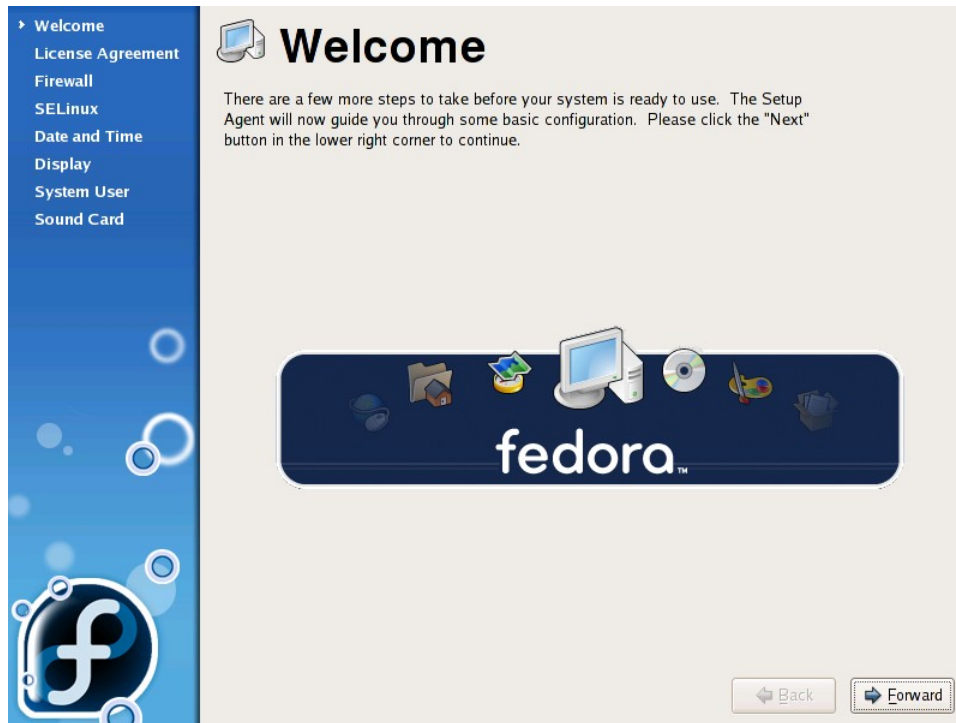 Welcome
License Agreement
Firewall
SELinux
Date and Time
Display
System User
Sound Card
Welcome
There are a few more steps to take before your system is ready to use.  The Setup
Agent will now guide you through some basic configuration.  Please click the "Next"
button in the lower right corner to continue.
fedora™
Back
Forward